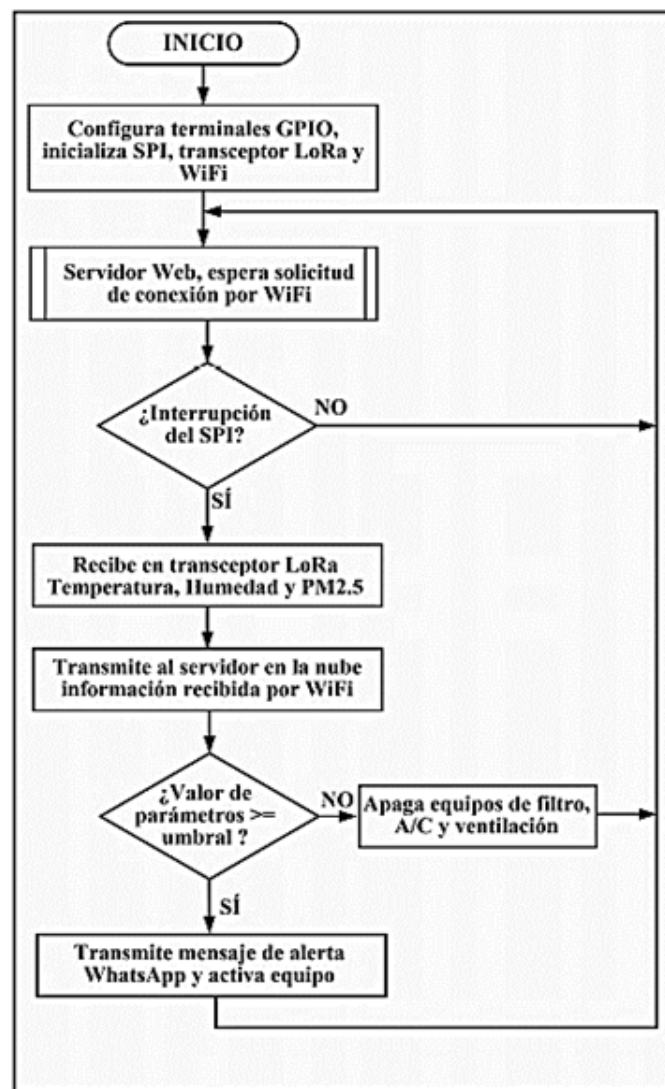 INICIO
Configura terminales GPIO,
inicializa SPI, transceptor LoRa y
WiFi
Servidor Web, espera solicitud
de conexión por WiFi
¿Interrupción
del SPI?
NO
SÍ
Recibe en transceptor LoRa
Temperatura, Humedad y PM2.5
Transmite al servidor en la nube
información recibida por WiFi
¿Valor de
parámetros >=
umbral ?
NO
Apaga equipos de filtro,
A/C y ventilación
SÍ
Transmite mensaje de alerta
WhatsApp y activa equipo